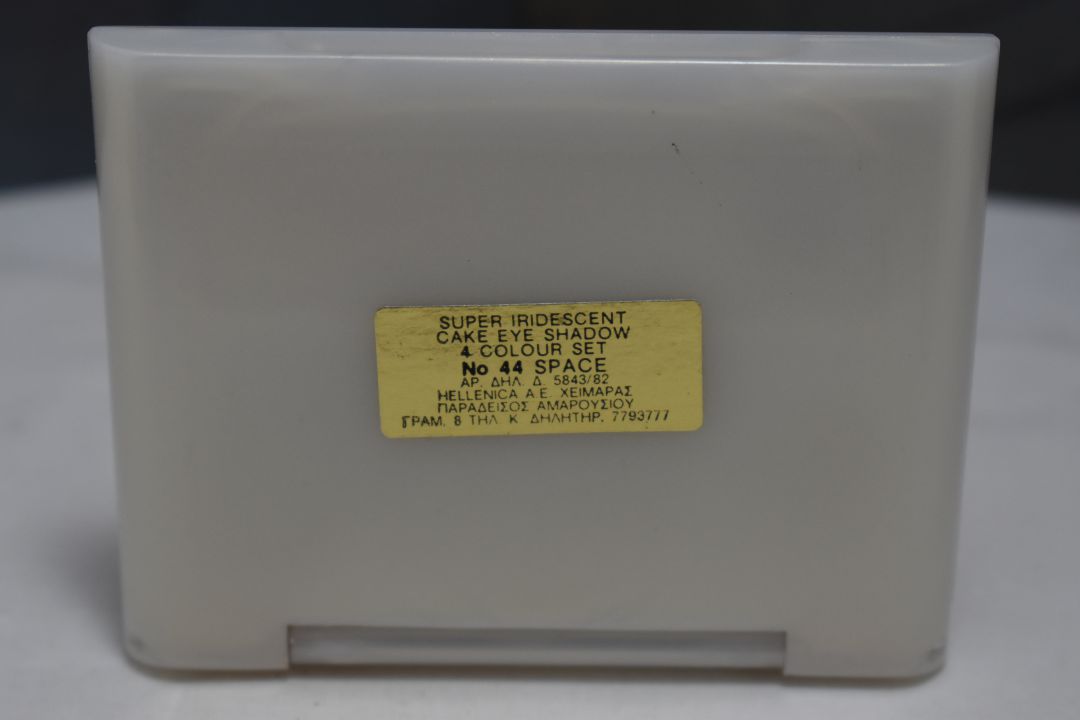 SUPER IRIDESCENT
CAKE EYE SHADOW
4 COLOUR SET
No 44 SPACE
ΑΡ. ΔΗΛ. Δ. 5843/82
HELLENICA A.E. ΧΕΙΜΑΡΑΣ
ΠΑΡΑΔΕΙΣΟΣ ΑΜΑΡΟΥΣΙΟΥ
ΓΡΑΜ. 8 ΤΗΛ. Κ. ΔΗΛΗΤΗΡ. 7793777